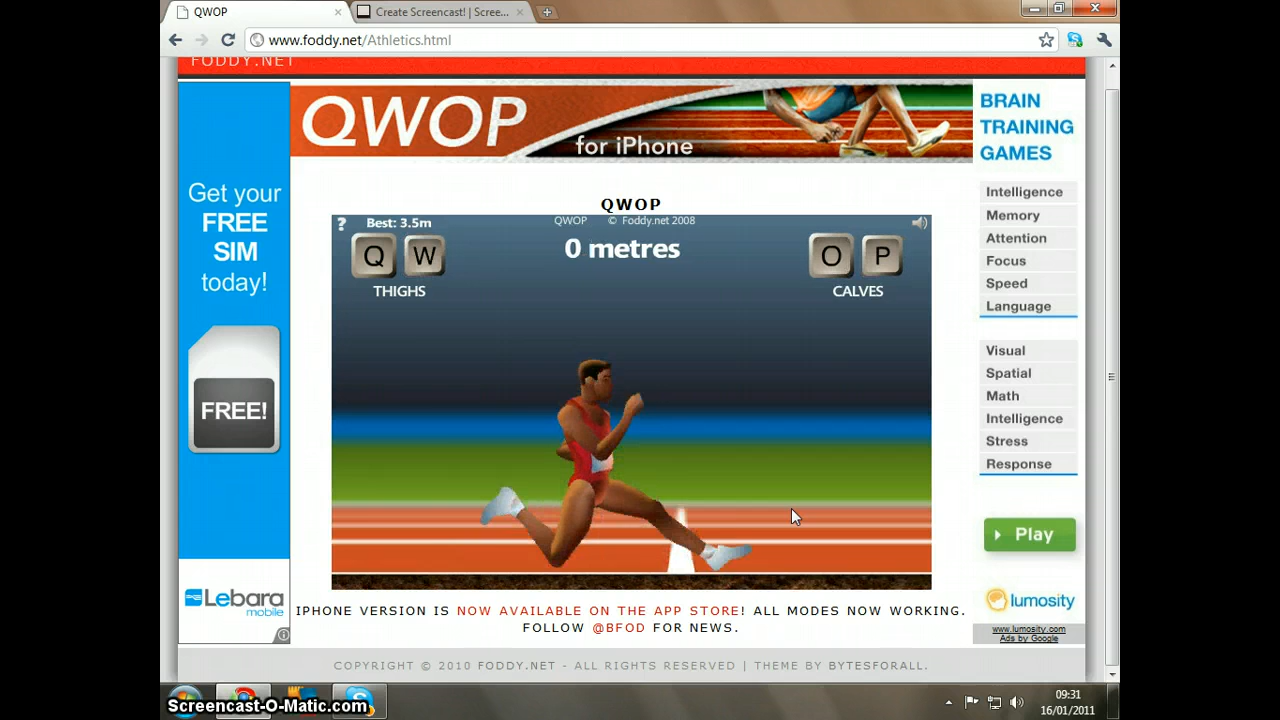 QWOP
Create Screencast! | Scree...
www.foddy.net/Athletics.html
FODDY.NET
QWOP
for iPhone
BRAIN
TRAINING
GAMES
Get your
FREE
SIM
today!
FREE!
Lebara
mobile
QWOP
? Best: 3.5m
QWOP © Foddy.net 2008
0 metres
Q W
THIGHS
O P
CALVES
Intelligence
Memory
Attention
Focus
Speed
Language
Visual
Spatial
Math
Intelligence
Stress
Response
Play
lumosity
www.lumosity.com
Ads by Google
IPHONE VERSION IS NOW AVAILABLE ON THE APP STORE! ALL MODES NOW WORKING.
FOLLOW @BFOD FOR NEWS.
COPYRIGHT © 2010 FODDY.NET - ALL RIGHTS RESERVED | THEME BY BYTESFORALL.
Screencast-O-Matic.com
09:31
16/01/2011